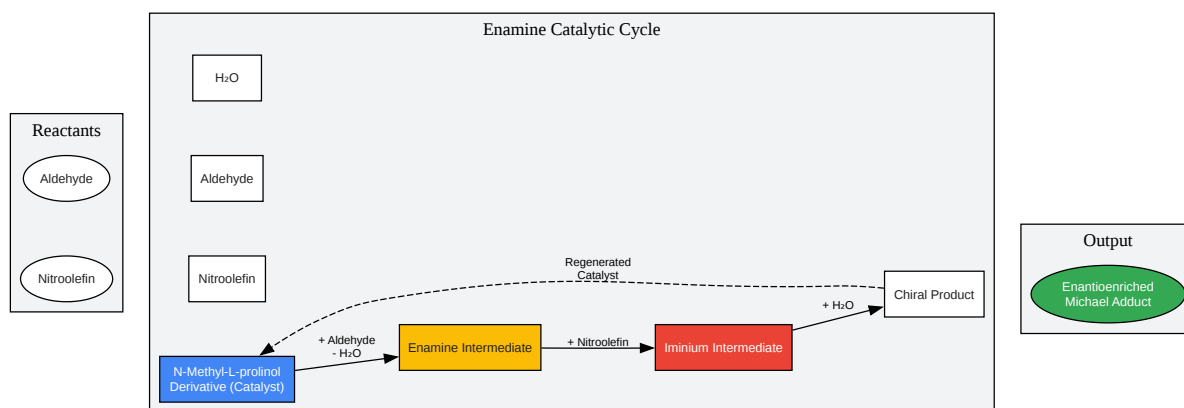 Enamine Catalytic Cycle
H₂O
Reactants
Aldehyde
Aldehyde
Nitroolefin
Nitroolefin
Regenerated
Catalyst
Chiral Product
+ H₂O
Output
Enantioenriched
Michael Adduct
+ Aldehyde
- H₂O
Enamine Intermediate
+ Nitroolefin
Iminium Intermediate
N-Methyl-L-prolinol
Derivative (Catalyst)